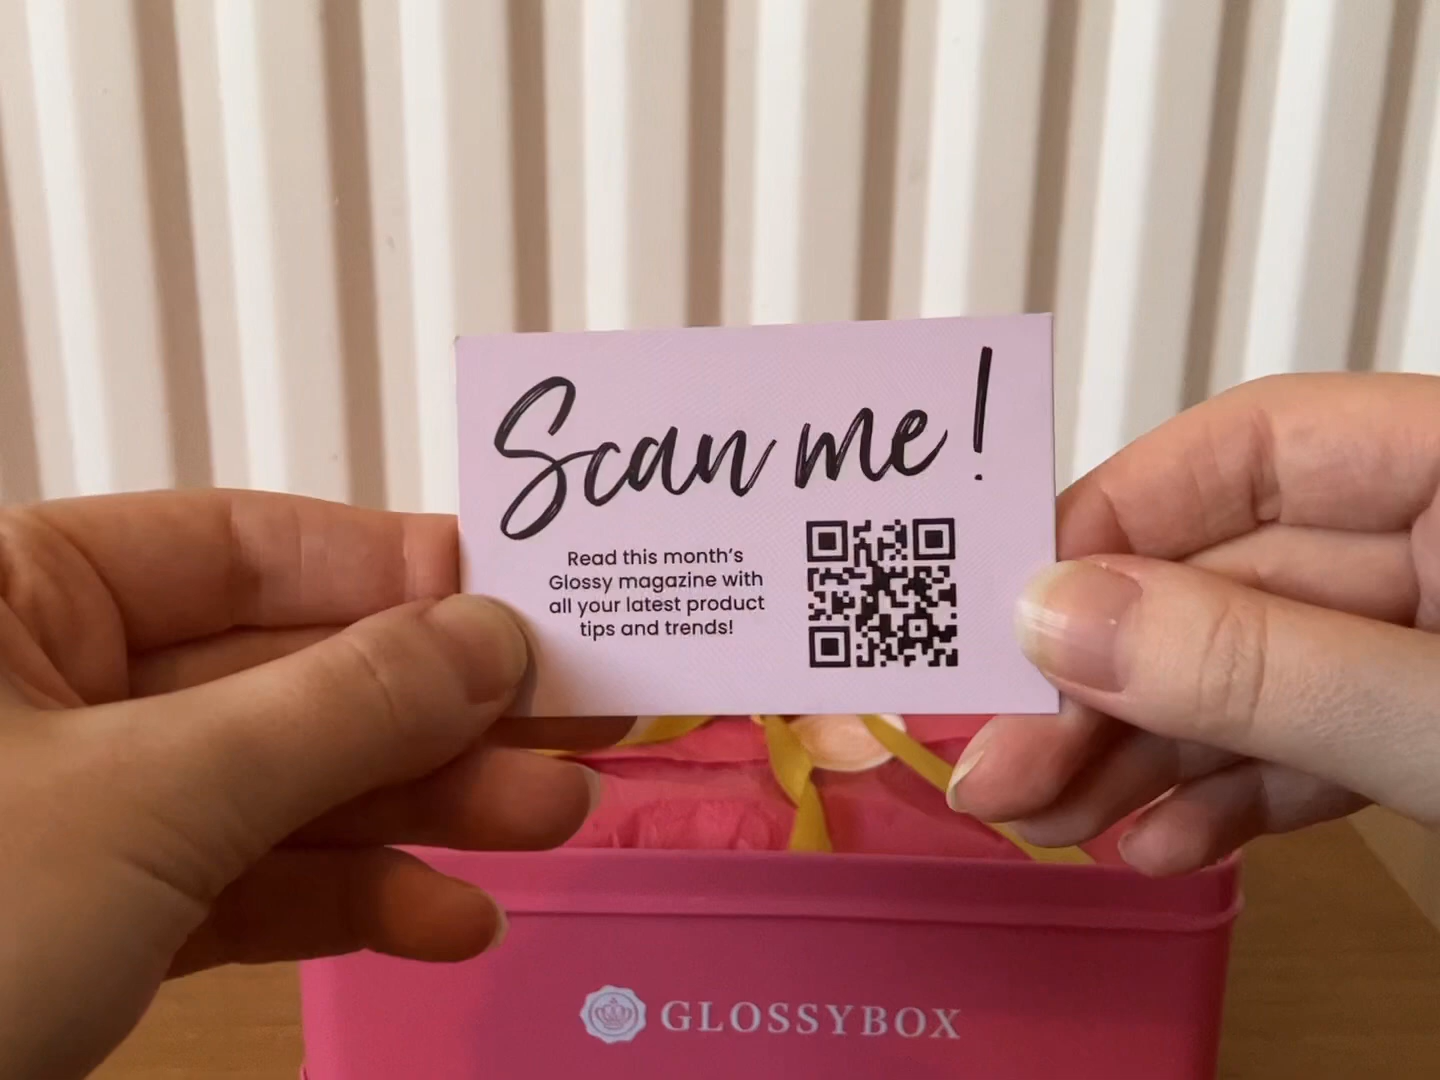 Scan me!
Read this month's
Glossy magazine with
all your latest product
tips and trends!
GLOSSYBOX